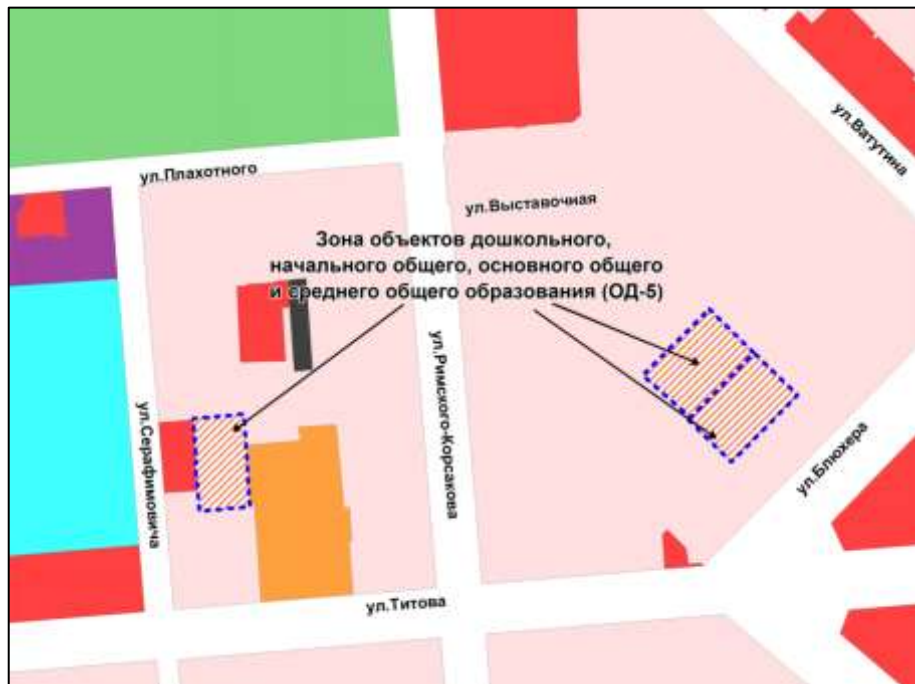 ул.Ватутина
ул.Плахотного
ул.Выставочная
Зона объектов дошкольного,
начального общего, основного общего
и среднего общего образования (ОД-5)
ул.Римского-Корсакова
ул.Серафимовича
ул.Блюхера
ул.Титова